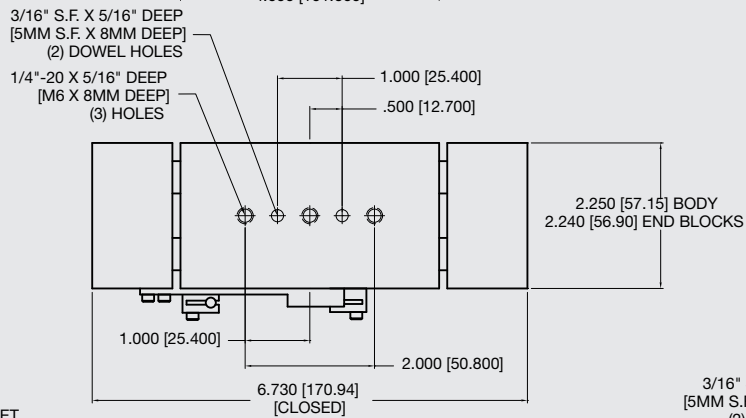 3/16" S.F. X 5/16" DEEP
[5MM S.F. X 8MM DEEP]
(2) DOWEL HOLES
1/4"-20 X 5/16" DEEP
[M6 X 8MM DEEP]
(3) HOLES
1.000 [25.400]
.500 [12.700]
2.250 [57.15] BODY
2.240 [56.90] END BLOCKS
1.000 [25.400]
2.000 [50.800]
6.730 [170.94]
[CLOSED]
3/16"
[5MM S.